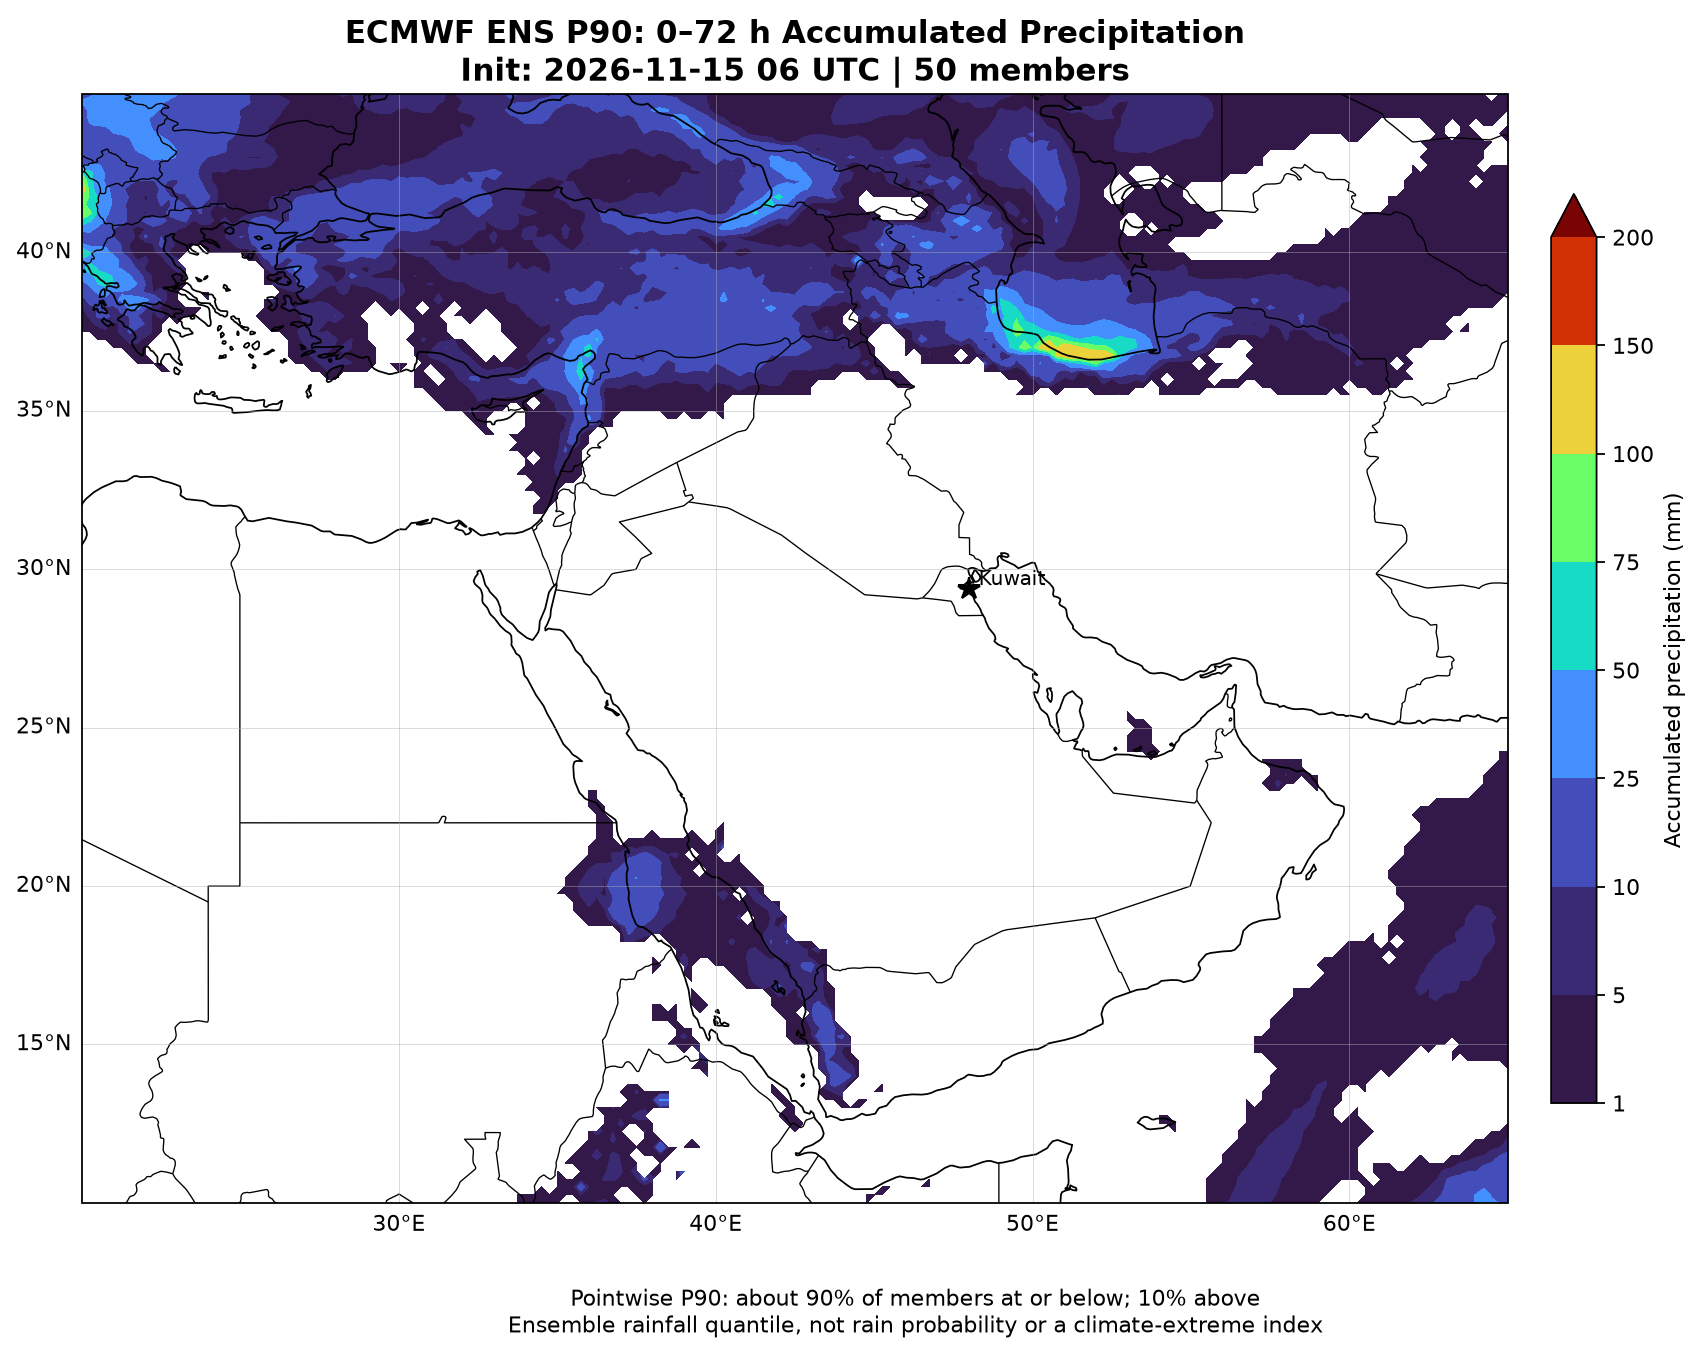 ECMWF ENS P90: 0–72 h Accumulated Precipitation
Init: 2026-11-15 06 UTC | 50 members
40°N
35°N
30°N
25°N
20°N
15°N
Kuwait
30°E
40°E
50°E
60°E
200
150
100
75
50
25
10
5
1
Accumulated precipitation (mm)
Pointwise P90: about 90% of members at or below; 10% above
Ensemble rainfall quantile, not rain probability or a climate-extreme index